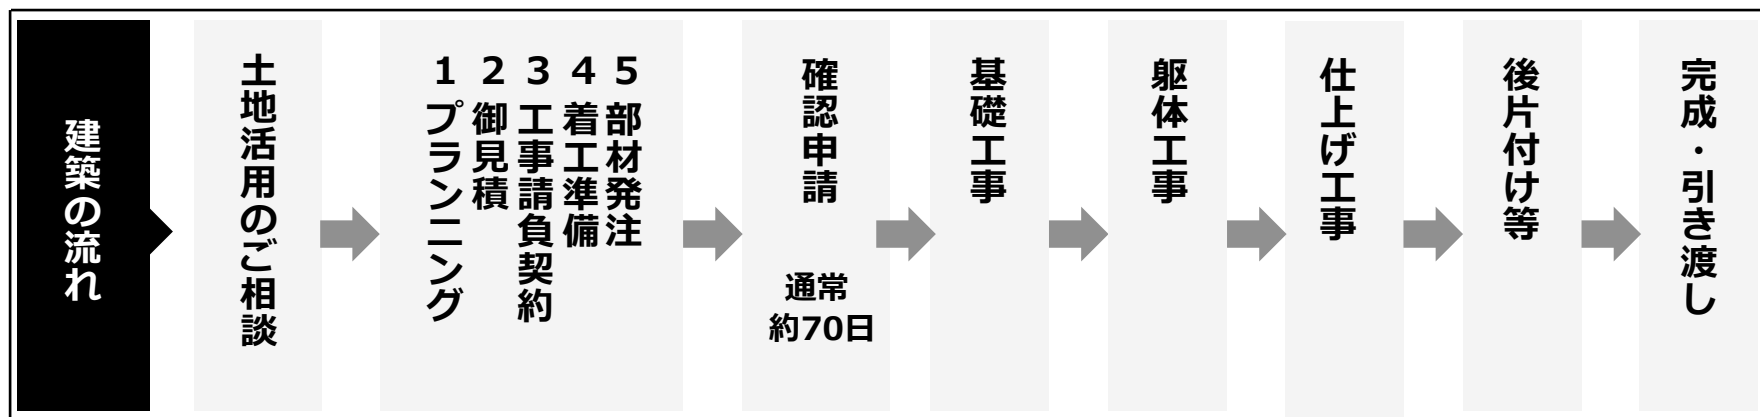 建築の流れ
土地活用のご相談
1 プランニング
2 御見積
3 工事請負契約
4 着工準備
5 部材発注
確認申請
通常
約70日
基礎工事
躯体工事
仕上げ工事
後片付け等
完成・引き渡し